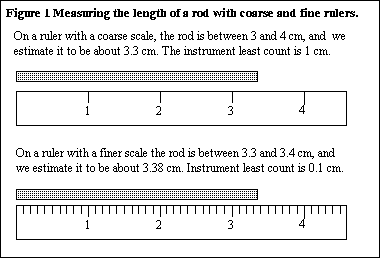 Figure 1 Measuring the length of a rod with coarse and fine rulers.
On a ruler with a coarse scale, the rod is between 3 and 4 cm, and we
estimate it to be about 3.3 cm. The instrument least count is 1 cm.
1 2 3 4
On a ruler with a finer scale the rod is between 3.3 and 3.4 cm, and
we estimate it to be about 3.38 cm. Instrument least count is 0.1 cm.
1 2 3 4